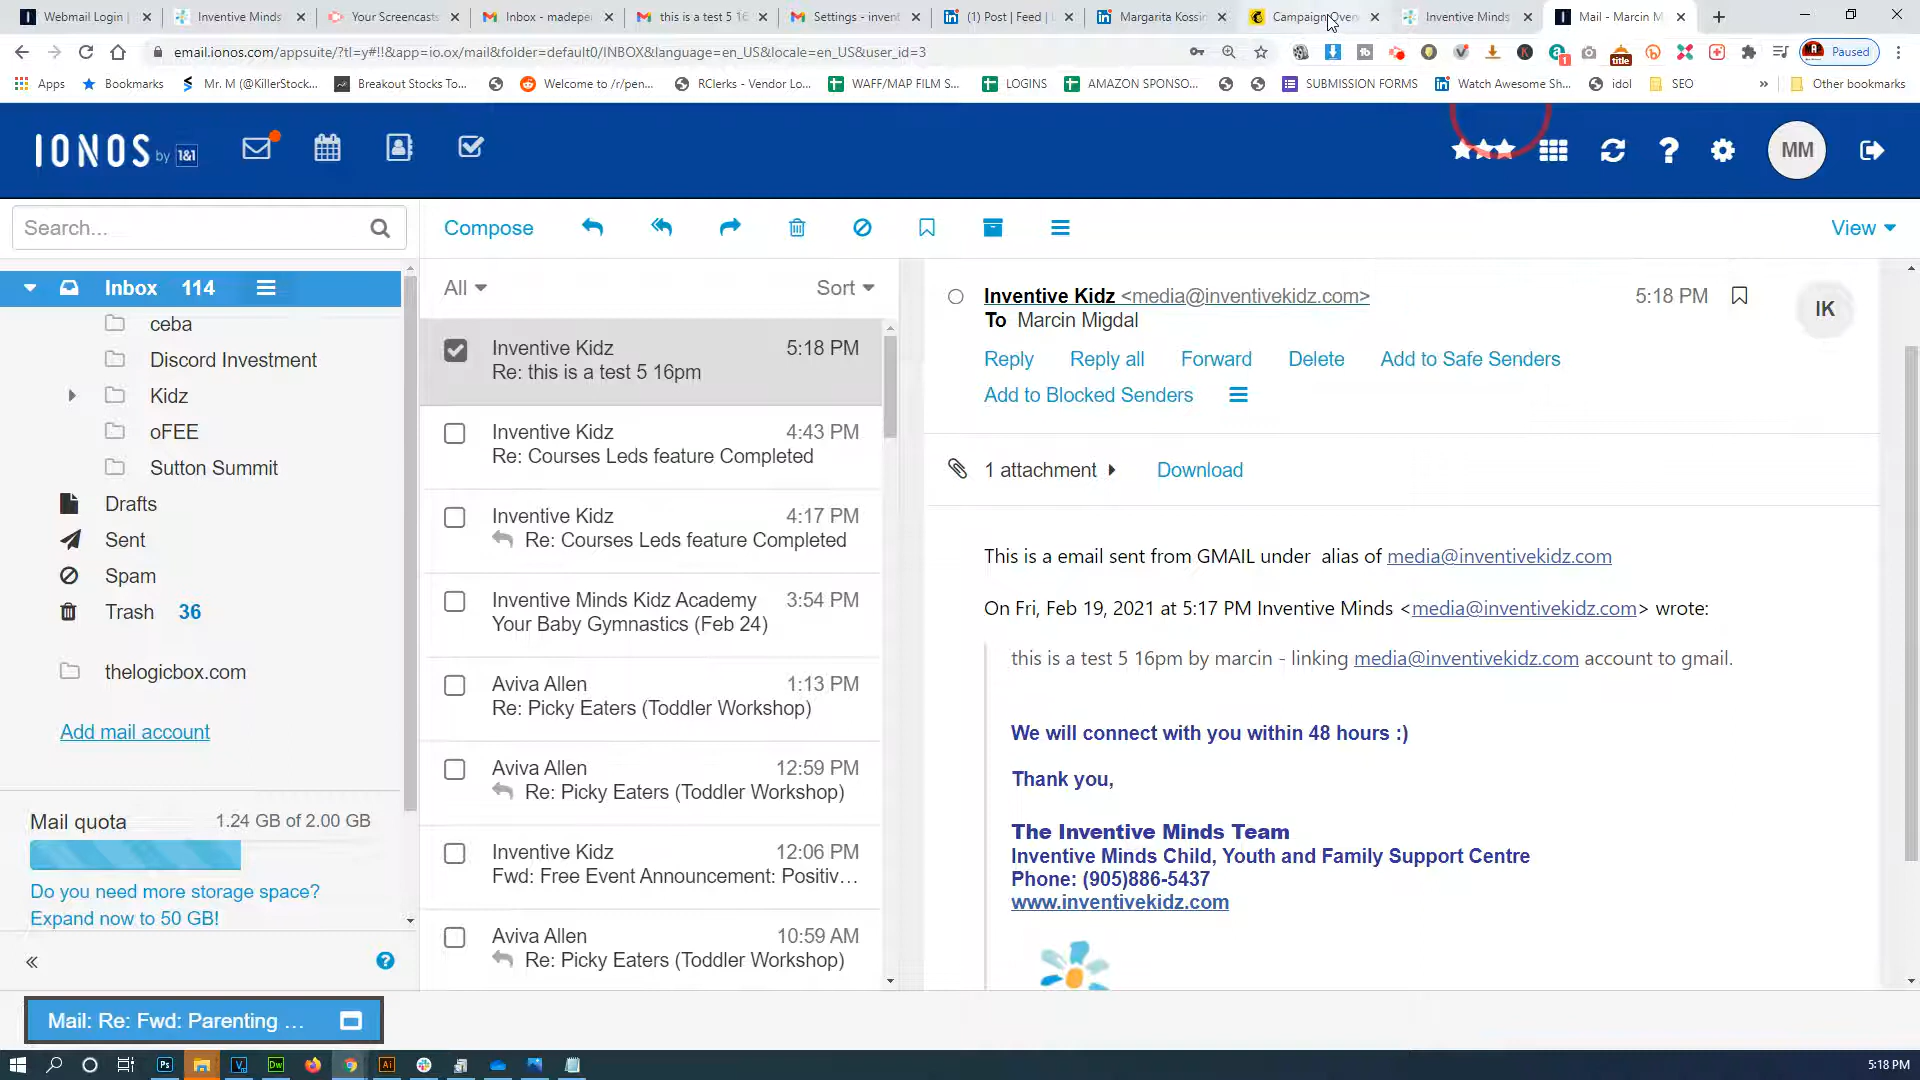 Webmail Login |
Inventive Minds
Your Screencasts
Inbox - madeper
this is a test 5 16
Settings - invent
(1) Post | Feed | L
Margarita Kossin
Campaign Over
Inventive Minds
Mail - Marcin M
email.ionos.com/appsuite/?tl=y#!!&app=io.ox/mail&folder=default0/INBOX&language=en_US&locale=en_US&user_id=3
title
1
Paused
Apps
Bookmarks
Mr. M (@KillerStock...
Breakout Stocks To...
Welcome to /r/pen...
RClerks - Vendor Lo...
WAFF/MAP FILM S...
LOGINS
AMAZON SPONSO...
SUBMISSION FORMS
Watch Awesome Sh...
idol
SEO
»
Other bookmarks
IONOS by 1&1
MM
Search...
Compose
View
Inbox 114
ceba
Discord Investment
Kidz
oFEE
Sutton Summit
Drafts
Sent
Spam
Trash 36
thelogicbox.com
Add mail account
Mail quota 1.24 GB of 2.00 GB
Do you need more storage space?
Expand now to 50 GB!
All
Sort
Inventive Kidz 5:18 PM
Re: this is a test 5 16pm
Inventive Kidz 4:43 PM
Re: Courses Leds feature Completed
Inventive Kidz 4:17 PM
Re: Courses Leds feature Completed
Inventive Minds Kidz Academy 3:54 PM
Your Baby Gymnastics (Feb 24)
Aviva Allen 1:13 PM
Re: Picky Eaters (Toddler Workshop)
Aviva Allen 12:59 PM
Re: Picky Eaters (Toddler Workshop)
Inventive Kidz 12:06 PM
Fwd: Free Event Announcement: Positiv...
Aviva Allen 10:59 AM
Re: Picky Eaters (Toddler Workshop)
Inventive Kidz <media@inventivekidz.com> 5:18 PM
IK
To Marcin Migdal
Reply Reply all Forward Delete Add to Safe Senders
Add to Blocked Senders
1 attachment Download
This is a email sent from GMAIL under alias of media@inventivekidz.com
On Fri, Feb 19, 2021 at 5:17 PM Inventive Minds <media@inventivekidz.com> wrote:
this is a test 5 16pm by marcin - linking media@inventivekidz.com account to gmail.
We will connect with you within 48 hours :)
Thank you,
The Inventive Minds Team
Inventive Minds Child, Youth and Family Support Centre
Phone: (905)886-5437
www.inventivekidz.com
Mail: Re: Fwd: Parenting ...
Ps
Dw
Ai
5:18 PM